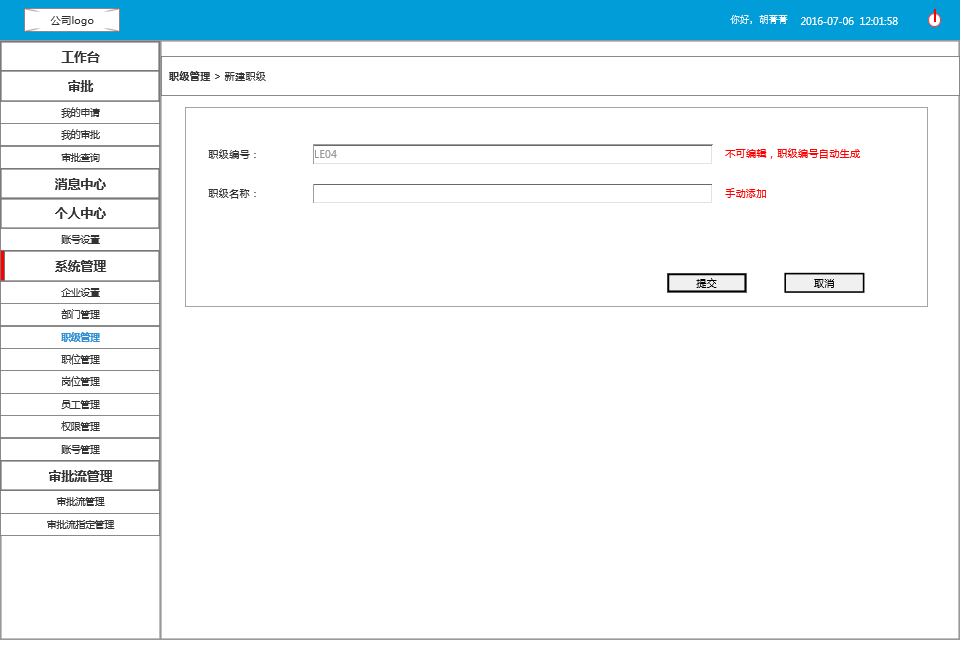 公司logo
你好，胡菁菁 2016-07-06 12:01:58
工作台
审批
我的申请
我的审批
审批查询
消息中心
个人中心
账号设置
系统管理
企业设置
部门管理
职级管理
职位管理
岗位管理
员工管理
权限管理
账号管理
审批流管理
审批流管理
审批流指定管理
职级管理 > 新建职级
职级编号： LE04 不可编辑，职级编号自动生成
职级名称： 手动添加
提交 取消